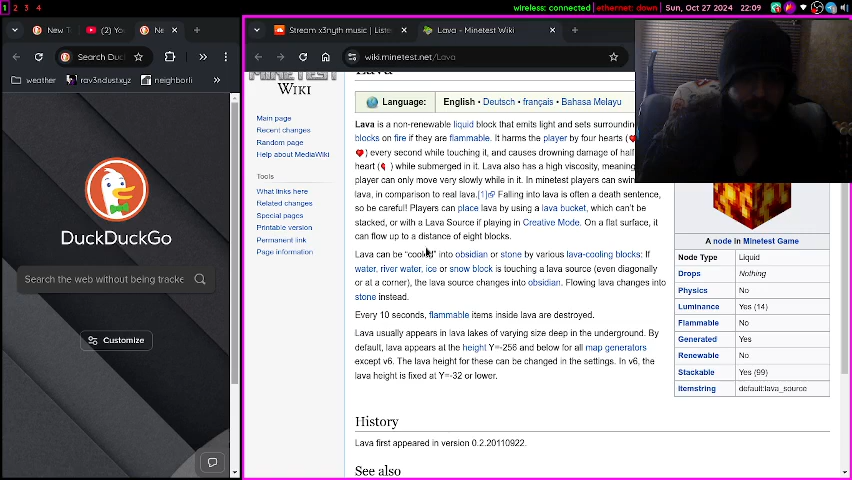 1 2 3 4
wireless: connected | ethernet: down | Sun, Oct 27 2024 22:09
New T
(2) Yo
Ne
Search Duc
weather
rav3ndust.xyz
neighborli
DuckDuckGo
Search the web without being tracke
Customize
Stream x3nyth music | Liste
Lava - Minetest Wiki
wiki.minetest.net/Lava
MINETEST
WIKI
Main page
Recent changes
Random page
Help about MediaWiki
Tools
What links here
Related changes
Special pages
Printable version
Permanent link
Page information
Lava
Language: English • Deutsch • français • Bahasa Melayu
Lava is a non-renewable liquid block that emits light and sets surroundin
blocks on fire if they are flammable. It harms the player by four hearts (
) every second while touching it, and causes drowning damage of half
heart ( ) while submerged in it. Lava also has a high viscosity, meaning
player can only move very slowly while in it. In minetest players can swi
lava, in comparison to real lava.[1] Falling into lava is often a death sentence,
so be careful! Players can place lava by using a lava bucket, which can't be
stacked, or with a Lava Source if playing in Creative Mode. On a flat surface, it
can flow up to a distance of eight blocks.
Lava can be "cooled" into obsidian or stone by various lava-cooling blocks: If
water, river water, ice or snow block is touching a lava source (even diagonally
or at a corner), the lava source changes into obsidian. Flowing lava changes into
stone instead.
Every 10 seconds, flammable items inside lava are destroyed.
Lava usually appears in lava lakes of varying size deep in the underground. By
default, lava appears at the height Y=-256 and below for all map generators
except v6. The lava height for these can be changed in the settings. In v6, the
lava height is fixed at Y=-32 or lower.
History
Lava first appeared in version 0.2.20110922.
See also
A node in Minetest Game
Node Type Liquid
Drops Nothing
Physics No
Luminance Yes (14)
Flammable No
Generated Yes
Renewable No
Stackable Yes (99)
Itemstring default:lava_source